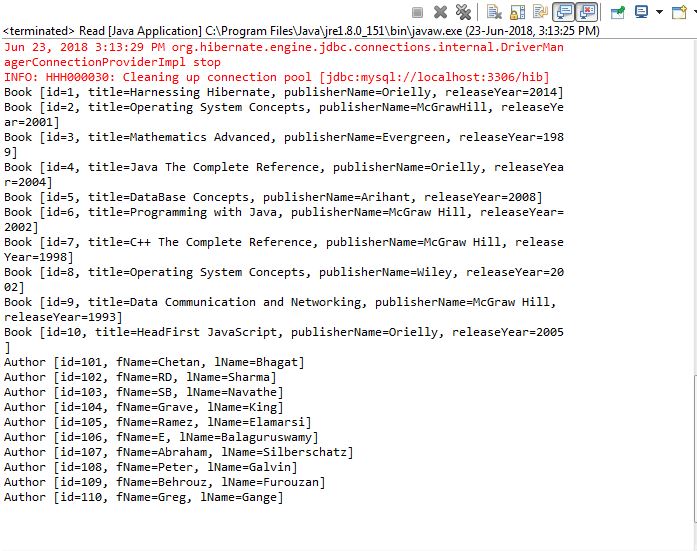 <terminated> Read [Java Application] C:\Program Files\Java\jre1.8.0_151\bin\javaw.exe (23-Jun-2018, 3:13:25 PM)
Jun 23, 2018 3:13:29 PM org.hibernate.engine.jdbc.connections.internal.DriverMan
agerConnectionProviderImpl stop
INFO: HHH000030: Cleaning up connection pool [jdbc:mysql://localhost:3306/hib]
Book [id=1, title=Harnessing Hibernate, publisherName=Orielly, releaseYear=2014]
Book [id=2, title=Operating System Concepts, publisherName=McGrawHill, releaseYe
ar=2001]
Book [id=3, title=Mathematics Advanced, publisherName=Evergreen, releaseYear=198
9]
Book [id=4, title=Java The Complete Reference, publisherName=Orielly, releaseYea
r=2004]
Book [id=5, title=DataBase Concepts, publisherName=Arihant, releaseYear=2008]
Book [id=6, title=Programming with Java, publisherName=McGraw Hill, releaseYear=
2002]
Book [id=7, title=C++ The Complete Reference, publisherName=McGraw Hill, release
Year=1998]
Book [id=8, title=Operating System Concepts, publisherName=Wiley, releaseYear=20
02]
Book [id=9, title=Data Communication and Networking, publisherName=McGraw Hill,
releaseYear=1993]
Book [id=10, title=HeadFirst JavaScript, publisherName=Orielly, releaseYear=2005
]
Author [id=101, fName=Chetan, lName=Bhagat]
Author [id=102, fName=RD, lName=Sharma]
Author [id=103, fName=SB, lName=Navathe]
Author [id=104, fName=Grave, lName=King]
Author [id=105, fName=Ramez, lName=Elamarsi]
Author [id=106, fName=E, lName=Balaguruswamy]
Author [id=107, fName=Abraham, lName=Silberschatz]
Author [id=108, fName=Peter, lName=Galvin]
Author [id=109, fName=Behrouz, lName=Furouzan]
Author [id=110, fName=Greg, lName=Gange]